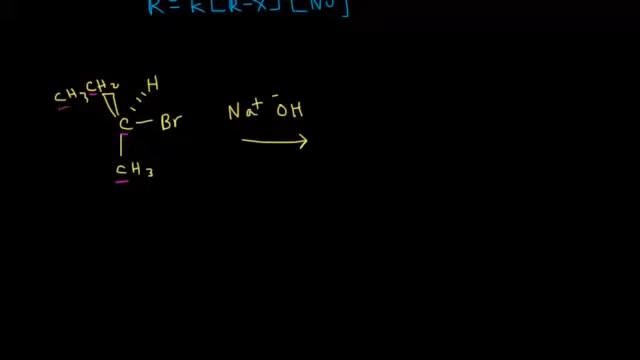 R = k [R-X] [Nu]
CH3CH2 H
C - Br
CH3
Na+ -OH